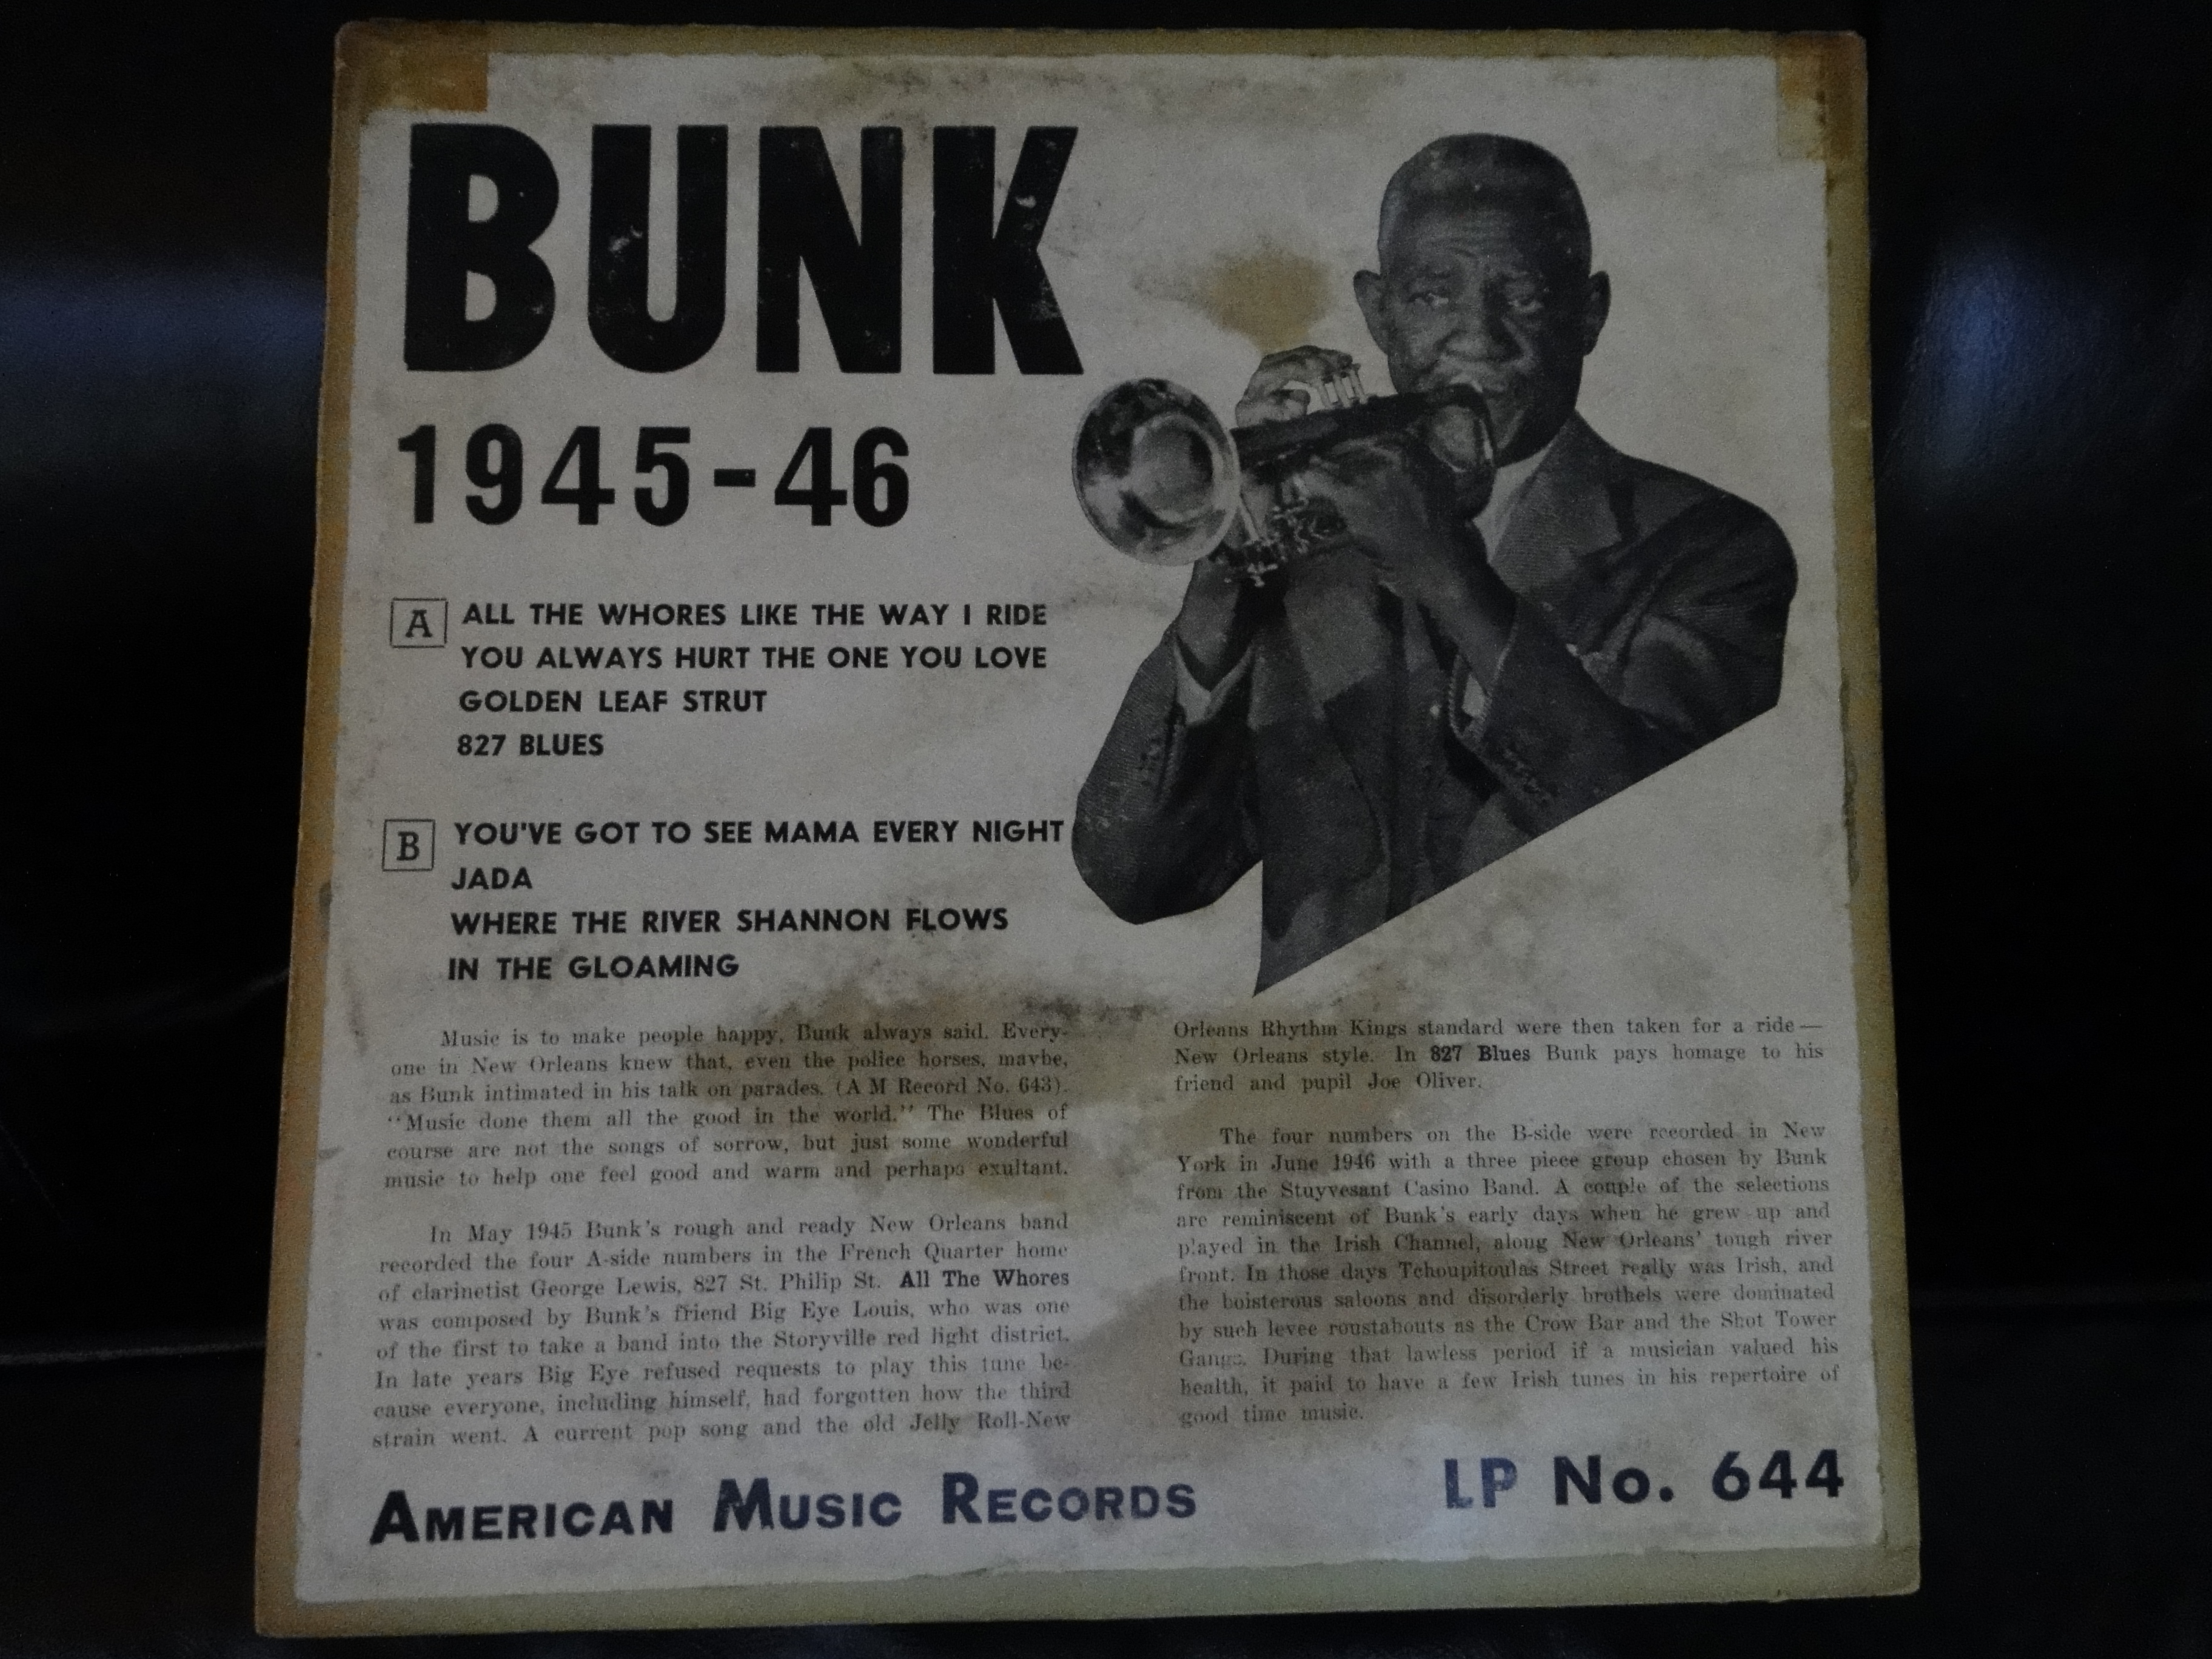 BUNK
1945-46
A
ALL THE WHORES LIKE THE WAY I RIDE
YOU ALWAYS HURT THE ONE YOU LOVE
GOLDEN LEAF STRUT
827 BLUES
B
YOU'VE GOT TO SEE MAMA EVERY NIGHT
JADA
WHERE THE RIVER SHANNON FLOWS
IN THE GLOAMING
Music is to make people happy, Bunk always said. Every-
one in New Orleans knew that, even the police horses, maybe,
as Bunk intimated in his talk on parades. (A M Record No. 643).
"Music done them all the good in the world." The Blues of
course are not the songs of sorrow, but just some wonderful
music to help one feel good and warm and perhaps exultant.
In May 1945 Bunk's rough and ready New Orleans band
recorded the four A-side numbers in the French Quarter home
of clarinetist George Lewis, 827 St. Philip St. All The Whores
was composed by Bunk's friend Big Eye Louis, who was one
of the first to take a band into the Storyville red light district.
In late years Big Eye refused requests to play this tune be-
cause everyone, including himself, had forgotten how the third
strain went. A current pop song and the old Jelly Roll-New
Orleans Rhythm Kings standard were then taken for a ride —
New Orleans style. In 827 Blues Bunk pays homage to his
friend and pupil Joe Oliver.
The four numbers on the B-side were recorded in New
York in June 1946 with a three piece group chosen by Bunk
from the Stuyvesant Casino Band. A couple of the selections
are reminiscent of Bunk's early days when he grew up and
played in the Irish Channel, along New Orleans' tough river
front. In those days Tchoupitoulas Street really was Irish, and
the boisterous saloons and disorderly brothels were dominated
by such levee roustabouts as the Crow Bar and the Shot Tower
Gangs. During that lawless period if a musician valued his
health, it paid to have a few Irish tunes in his repertoire of
good time music.
AMERICAN MUSIC RECORDS
LP No. 644